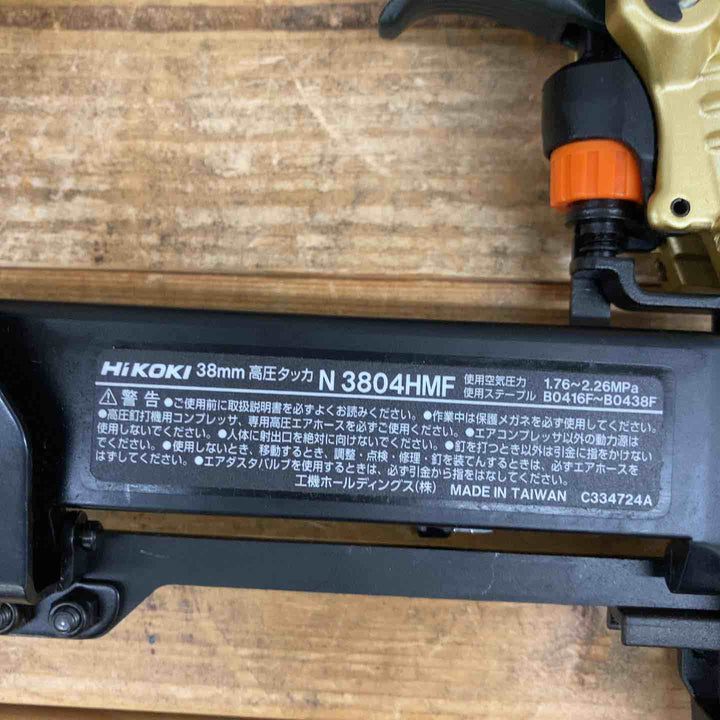 HiKOKI 38mm 高圧タッカ N 3804HMF 使用空気圧力 1.76~2.26MPa
使用ステープル B0416F~B0438F
⚠警告 ●ご使用前に取扱説明書を必ずよくお読みください。●作業中は保護メガネを必ず使用してください。
●高圧釘打機用コンプレッサ、専用高圧エアホースを必ずご使用ください。●エアコンプレッサ以外の動力源は
使用しないでください。●人体に射出口を絶対に向けないでください。●釘を打つとき以外は引金に指をかけない
でください。●使用しないとき、移動するとき、調整・点検・修理・釘を装てんするときは、必ずエアホースを
はずしてください。●エアダスタバルブを使用するときは、必ず引金から指をはなしてください。
工機ホールディングス(株) MADE IN TAIWAN C334724A